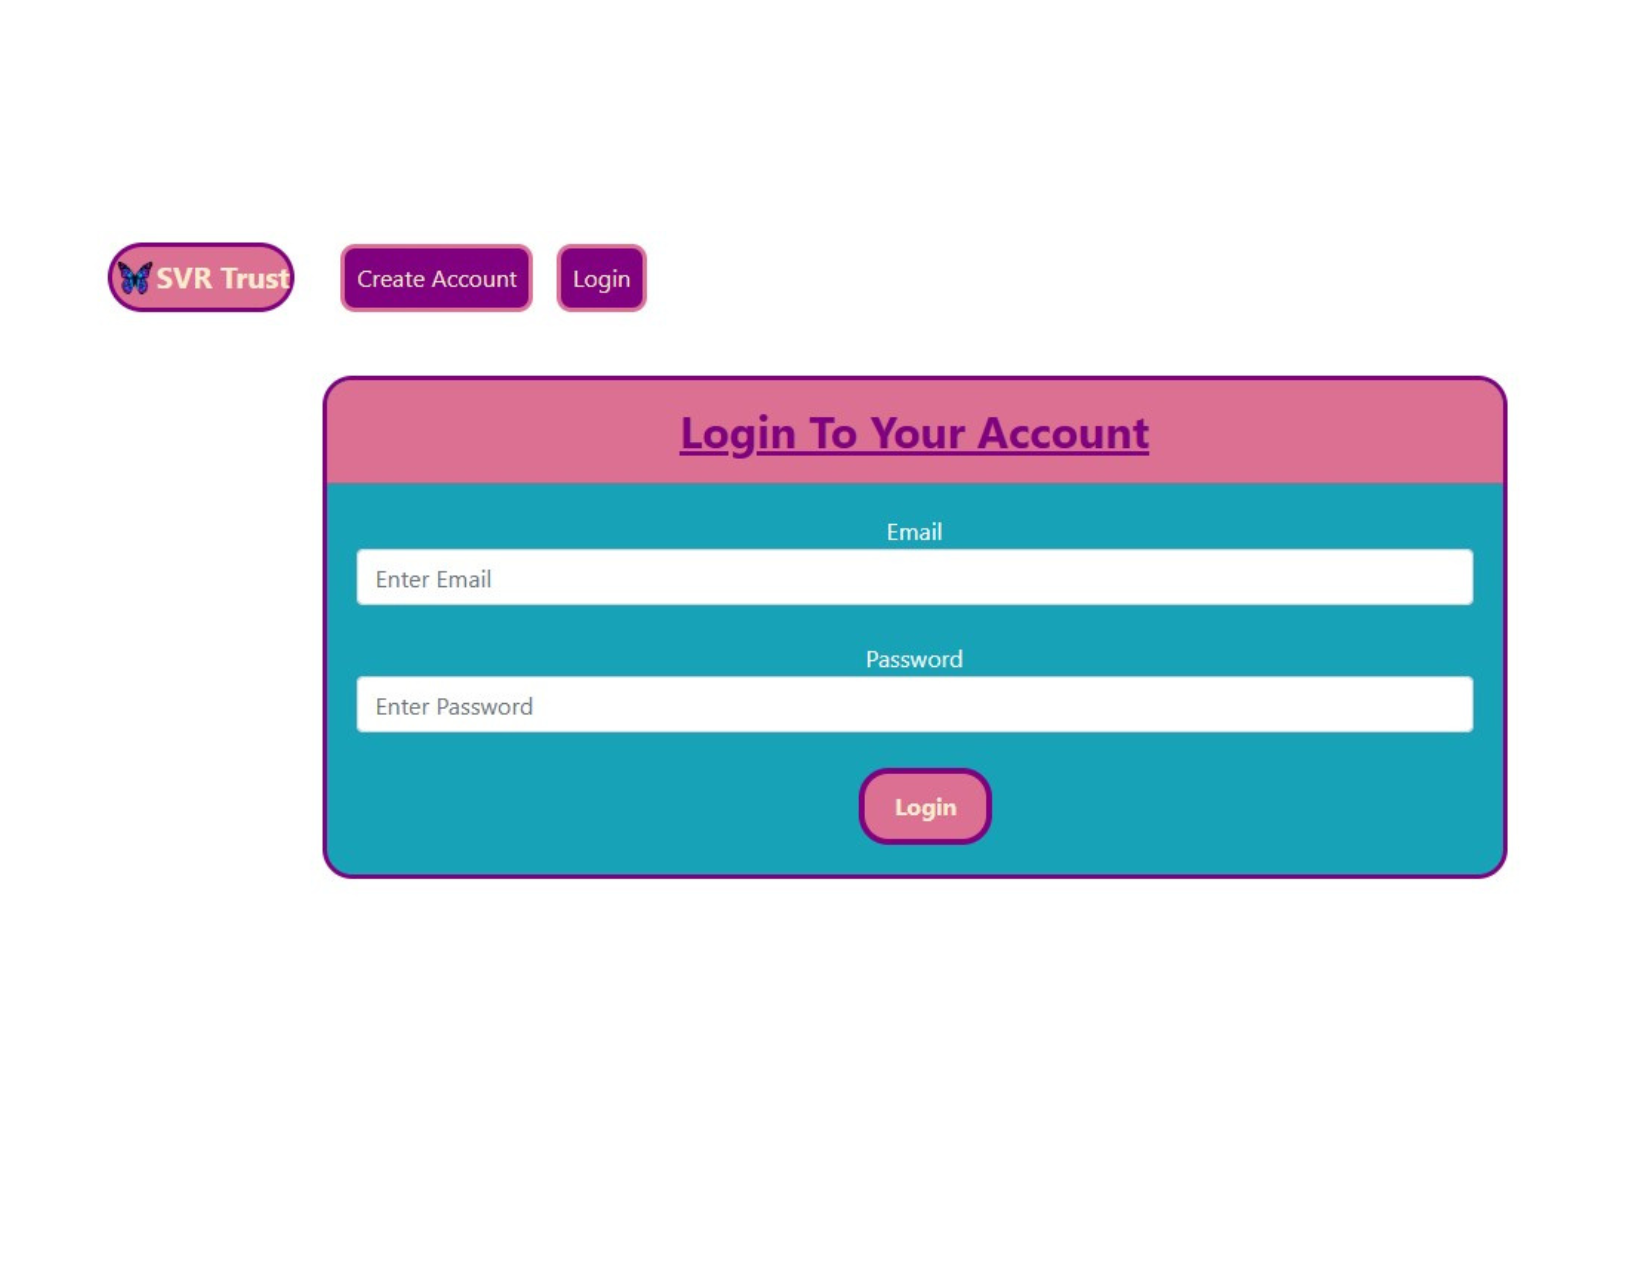 SVR Trust
Create Account
Login
Login To Your Account
Email
Enter Email
Password
Enter Password
Login